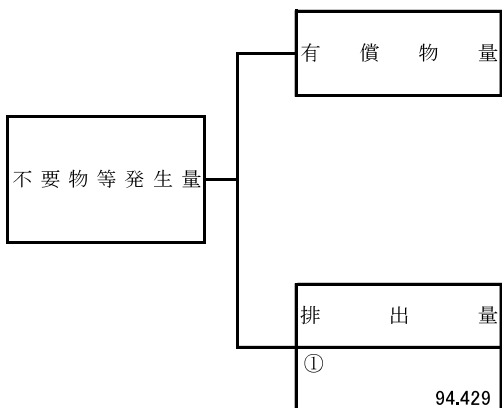 有償物量
不要物等発生量
排出量
①
94.429